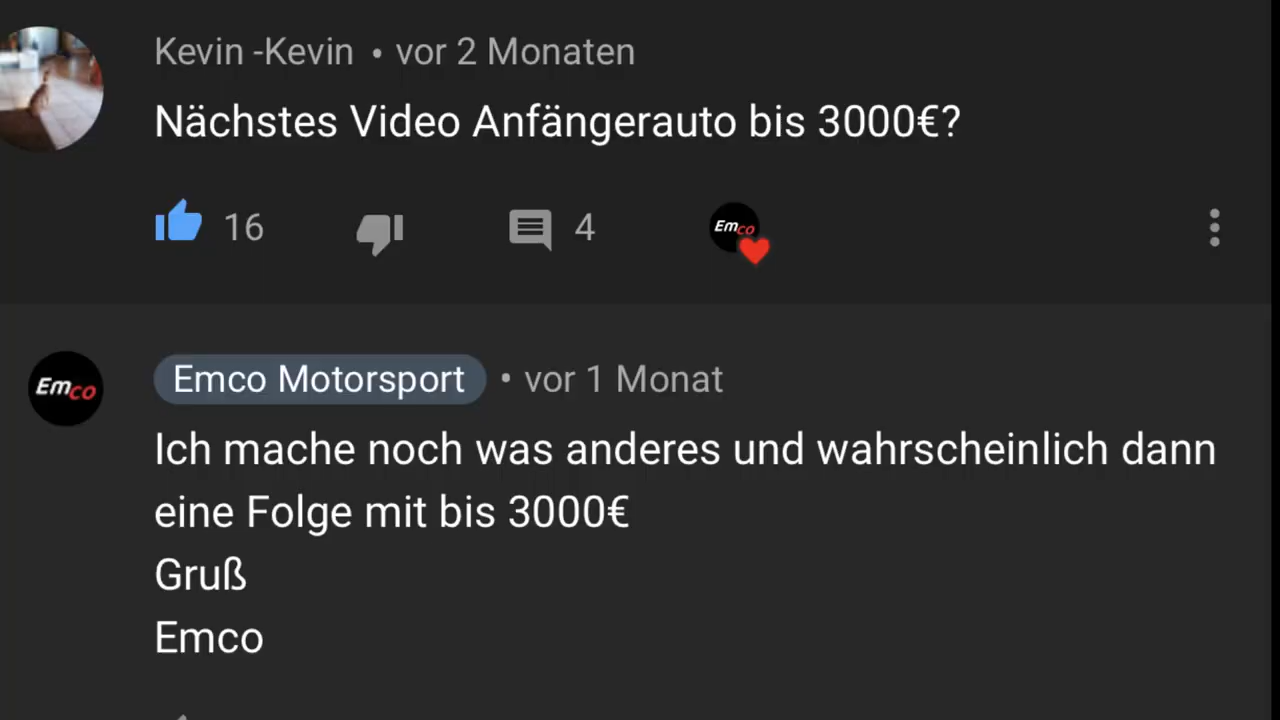 Kevin -Kevin • vor 2 Monaten
Nächstes Video Anfängerauto bis 3000€?
16 4 Emco
Emco Emco Motorsport • vor 1 Monat
Ich mache noch was anderes und wahrscheinlich dann
eine Folge mit bis 3000€
Gruß
Emco